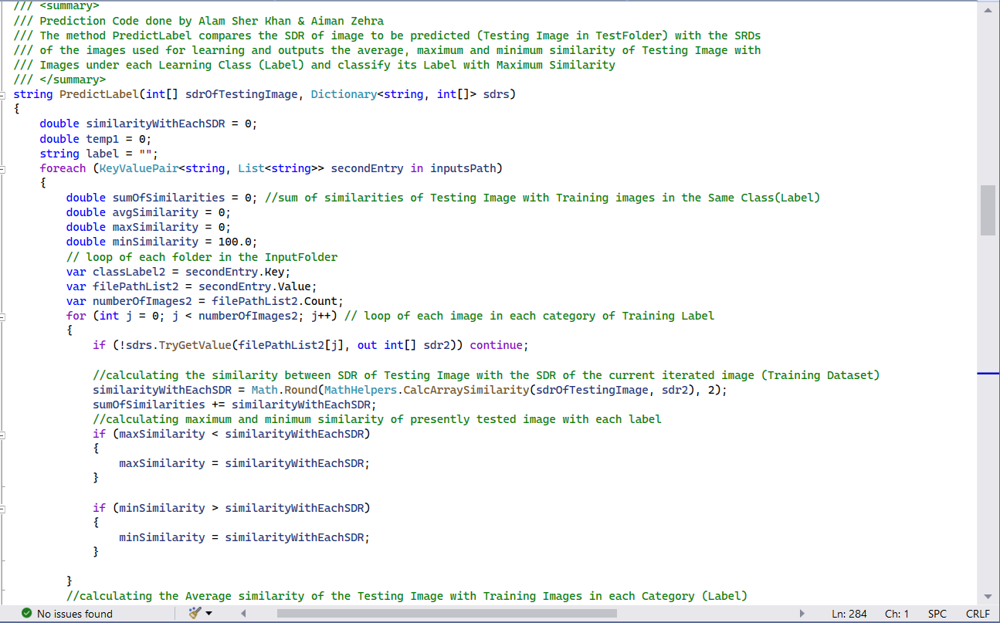 /// <summary>
/// Prediction Code done by Alam Sher Khan & Aiman Zehra
/// The method PredictLabel compares the SDR of image to be predicted (Testing Image in TestFolder) with the SRDs
/// of the images used for learning and outputs the average, maximum and minimum similarity of Testing Image with
/// Images under each Learning Class (Label) and classify its Label with Maximum Similarity
/// </summary>
string PredictLabel(int[] sdrOfTestingImage, Dictionary<string, int[]> sdrs)
{
    double similarityWithEachSDR = 0;
    double temp1 = 0;
    string label = "";
    foreach (KeyValuePair<string, List<string>> secondEntry in inputsPath)
    {
        double sumOfSimilarities = 0; //sum of similarities of Testing Image with Training images in the Same Class(Label)
        double avgSimilarity = 0;
        double maxSimilarity = 0;
        double minSimilarity = 100.0;
        // loop of each folder in the InputFolder
        var classLabel2 = secondEntry.Key;
        var filePathList2 = secondEntry.Value;
        var numberOfImages2 = filePathList2.Count;
        for (int j = 0; j < numberOfImages2; j++) // loop of each image in each category of Training Label
        {
            if (!sdrs.TryGetValue(filePathList2[j], out int[] sdr2)) continue;

            //calculating the similarity between SDR of Testing Image with the SDR of the current iterated image (Training Dataset)
            similarityWithEachSDR = Math.Round(MathHelpers.CalcArraySimilarity(sdrOfTestingImage, sdr2), 2);
            sumOfSimilarities += similarityWithEachSDR;
            //calculating maximum and minimum similarity of presently tested image with each label
            if (maxSimilarity < similarityWithEachSDR)
            {
                maxSimilarity = similarityWithEachSDR;
            }

            if (minSimilarity > similarityWithEachSDR)
            {
                minSimilarity = similarityWithEachSDR;
            }

        }
        //calculating the Average similarity of the Testing Image with Training Images in each Category (Label)
No issues found Ln: 284 Ch: 1 SPC CRLF